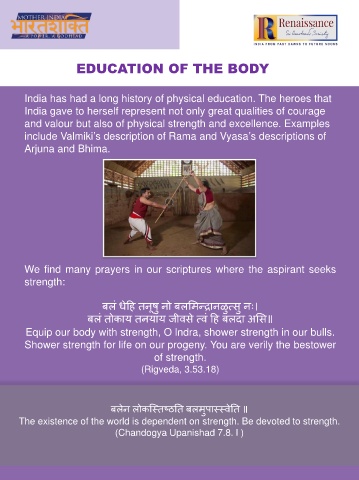 MOTHER INDIA
भारतशक्ति
Renaissance
INDIA FROM PAST DAWNS TO FUTURE NOONS
EDUCATION OF THE BODY
India has had a long history of physical education. The heroes that
India gave to herself represent not only great qualities of courage
and valour but also of physical strength and excellence. Examples
include Valmiki's description of Rama and Vyasa's descriptions of
Arjuna and Bhima.
We find many prayers in our scriptures where the aspirant seeks
strength:
बलं धेहि तनूषु नो बलमिन्द्रानळुत्सु नः।
बलं तोकाय तनयाय जीवसे त्वं हि बलदा असि॥
Equip our body with strength, O Indra, shower strength in our bulls.
Shower strength for life on our progeny. You are verily the bestower
of strength.
(Rigveda, 3.53.18)
बलेन लोकस्तिष्ठति बलमुपास्स्वेति ॥
The existence of the world is dependent on strength. Be devoted to strength.
(Chandogya Upanishad 7.8. I )